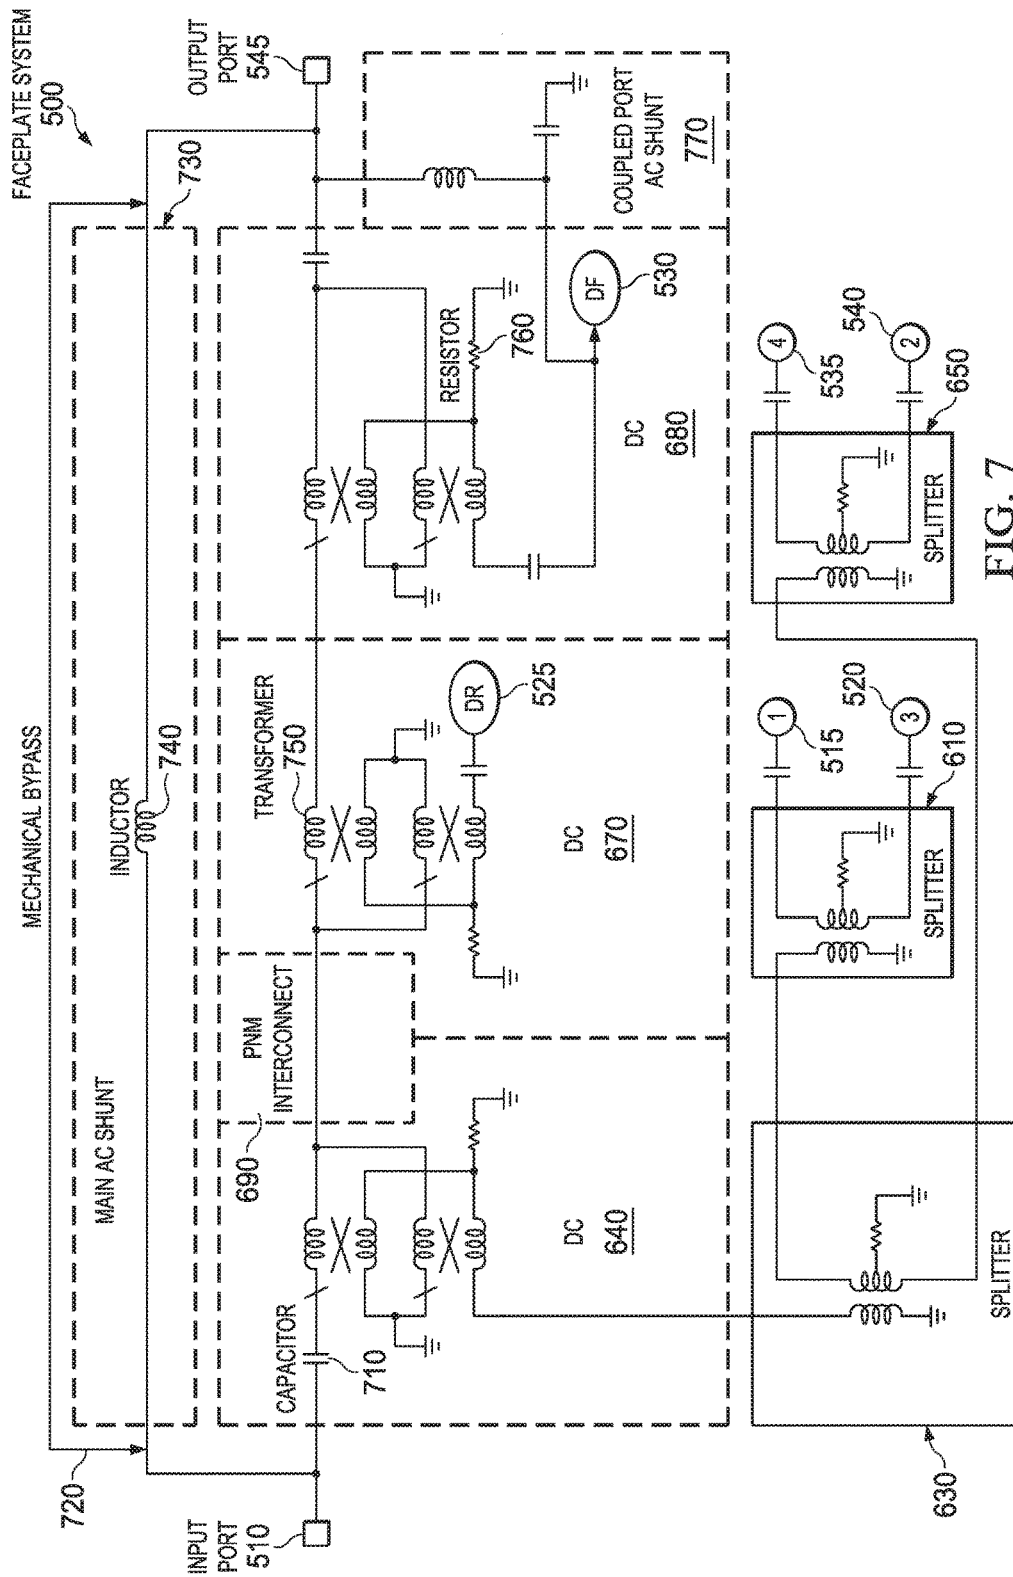 FACEPLATE SYSTEM
500
MECHANICAL BYPASS
720
730
MAIN AC SHUNT
INDUCTOR
740
INPUT
PORT
510
OUTPUT
PORT
545
CAPACITOR
710
690
PNM
INTERCONNECT
TRANSFORMER
750
RESISTOR
760
DC
640
DC
670
DR
525
DC
680
DF
530
COUPLED PORT
AC SHUNT
770
630
SPLITTER
SPLITTER
610
1
515
3
520
SPLITTER
650
4
535
2
540
FIG. 7